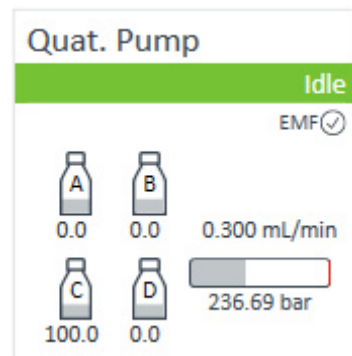 Quat. Pump
Idle
EMF
A B
0.0 0.0 0.300 mL/min
C D
236.69 bar
100.0 0.0